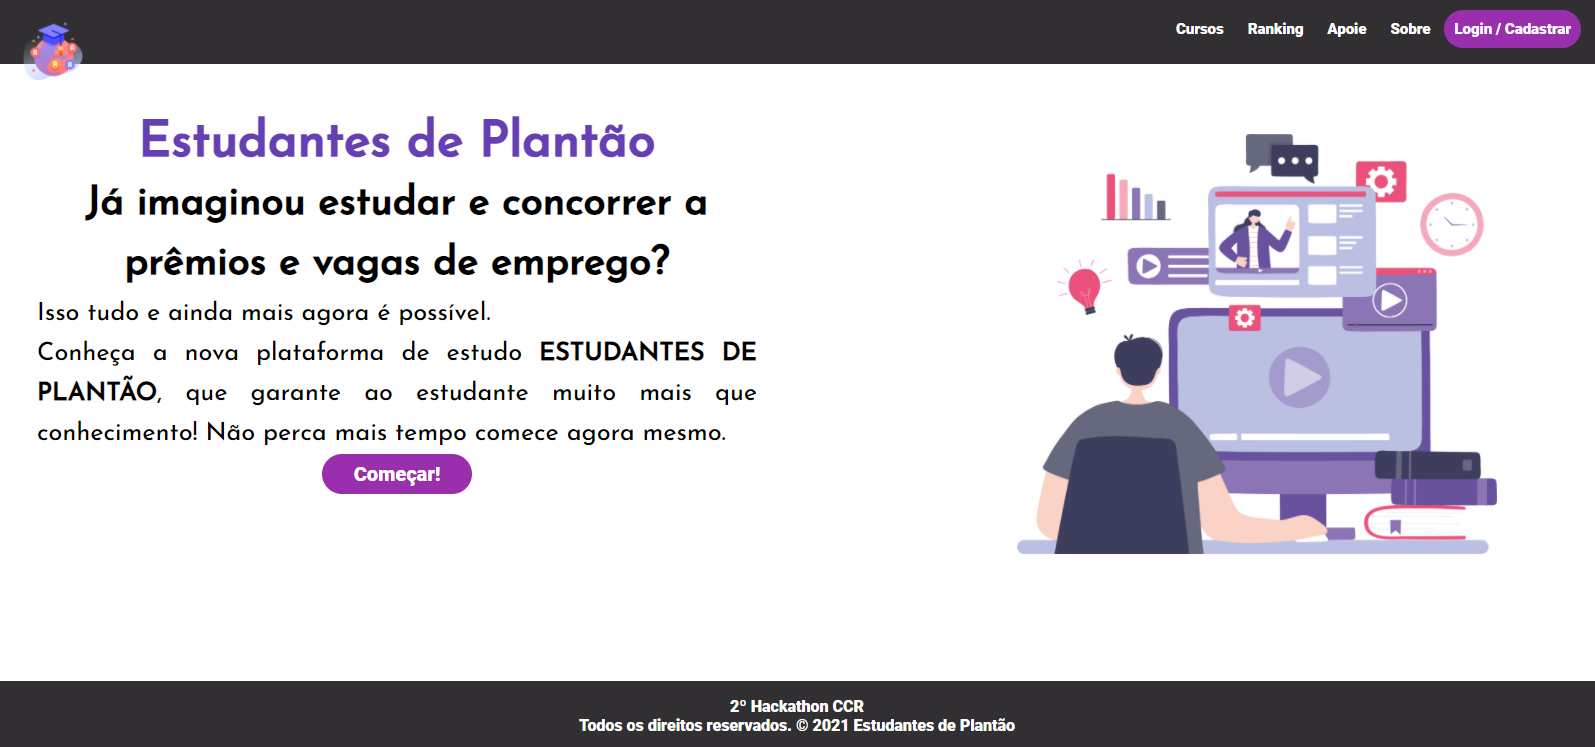 Cursos Ranking Apoie Sobre Login / Cadastrar
Estudantes de Plantão
Já imaginou estudar e concorrer a
prêmios e vagas de emprego?
Isso tudo e ainda mais agora é possível.
Conheça a nova plataforma de estudo ESTUDANTES DE
PLANTÃO, que garante ao estudante muito mais que
conhecimento! Não perca mais tempo comece agora mesmo.
Começar!
2º Hackathon CCR
Todos os direitos reservados. © 2021 Estudantes de Plantão